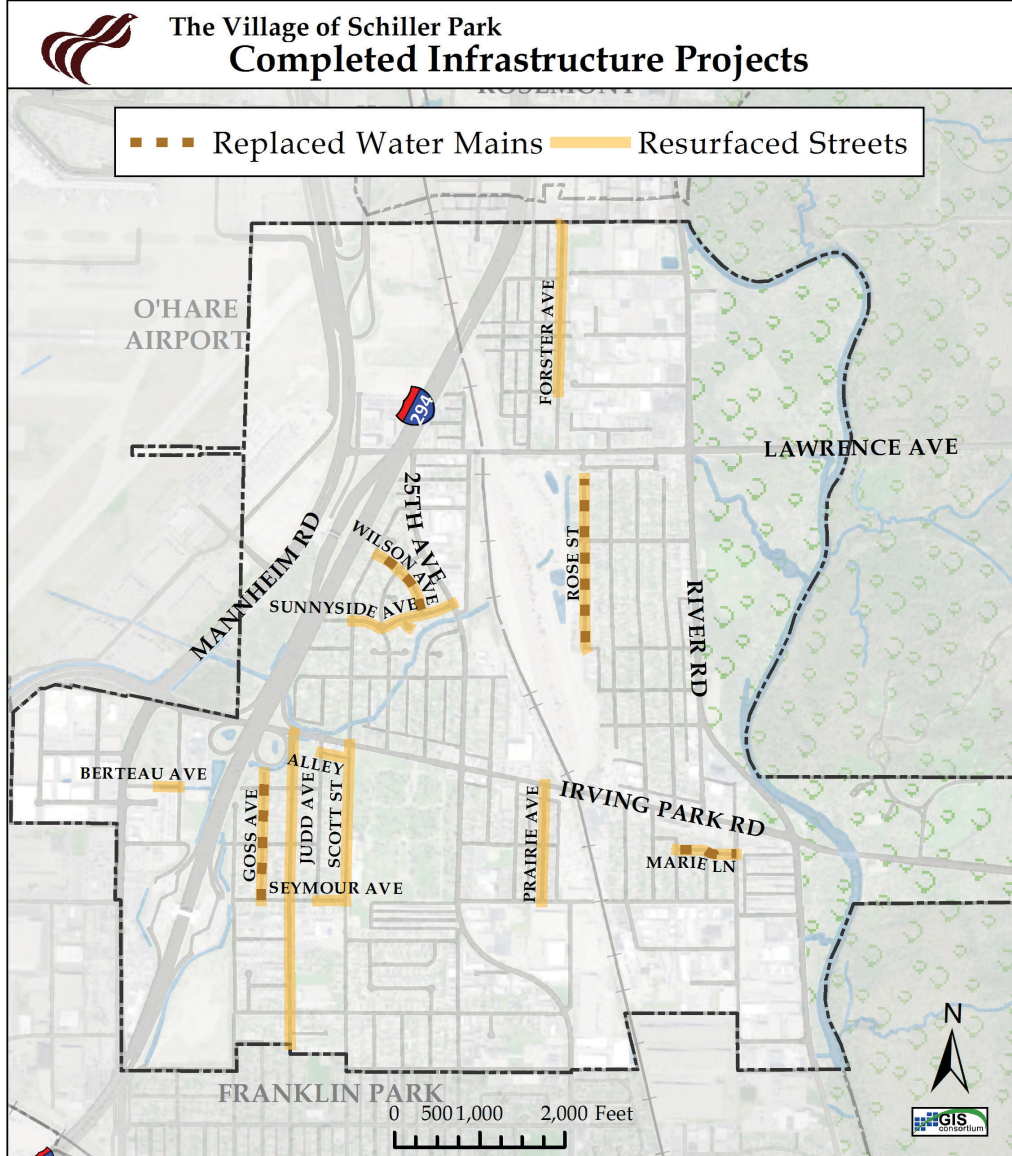 The Village of Schiller Park
Completed Infrastructure Projects
ROSEMONT
Replaced Water Mains
Resurfaced Streets
O'HARE
AIRPORT
FORSTER AVE
294
LAWRENCE AVE
25TH AVE
WILSON AVE
MANNHEIM RD
ROSE ST
SUNNYSIDE AVE
RIVER RD
BERTEAU AVE
ALLEY
JUDD AVE
SCOTT ST
GOSS AVE
PRAIRIE AVE
IRVING PARK RD
MARIE LN
SEYMOUR AVE
N
FRANKLIN PARK
0 500 1,000 2,000 Feet
GIS
consortium